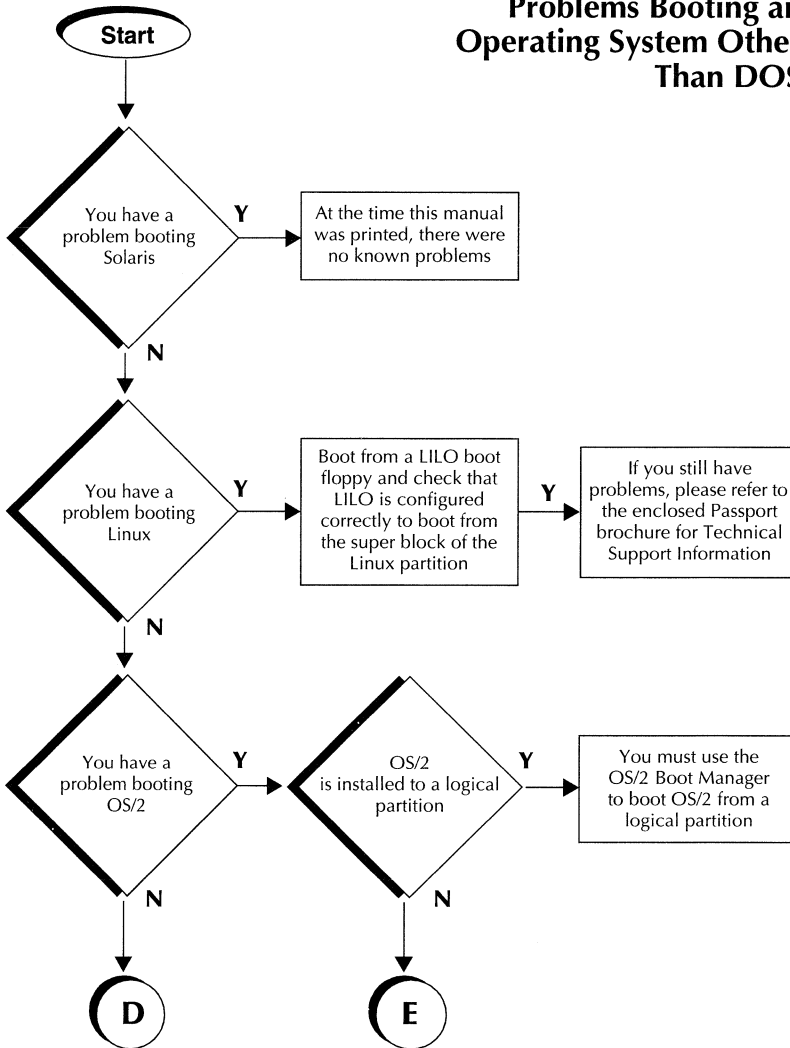 Problems Booting an
Operating System Other
Than DOS
Start
You have a
problem booting
Solaris
Y
At the time this manual
was printed, there were
no known problems
N
You have a
problem booting
Linux
Y
Boot from a LILO boot
floppy and check that
LILO is configured
correctly to boot from
the super block of the
Linux partition
Y
If you still have
problems, please refer to
the enclosed Passport
brochure for Technical
Support Information
N
You have a
problem booting
OS/2
Y
OS/2
is installed to a logical
partition
Y
You must use the
OS/2 Boot Manager
to boot OS/2 from a
logical partition
N
N
D
E